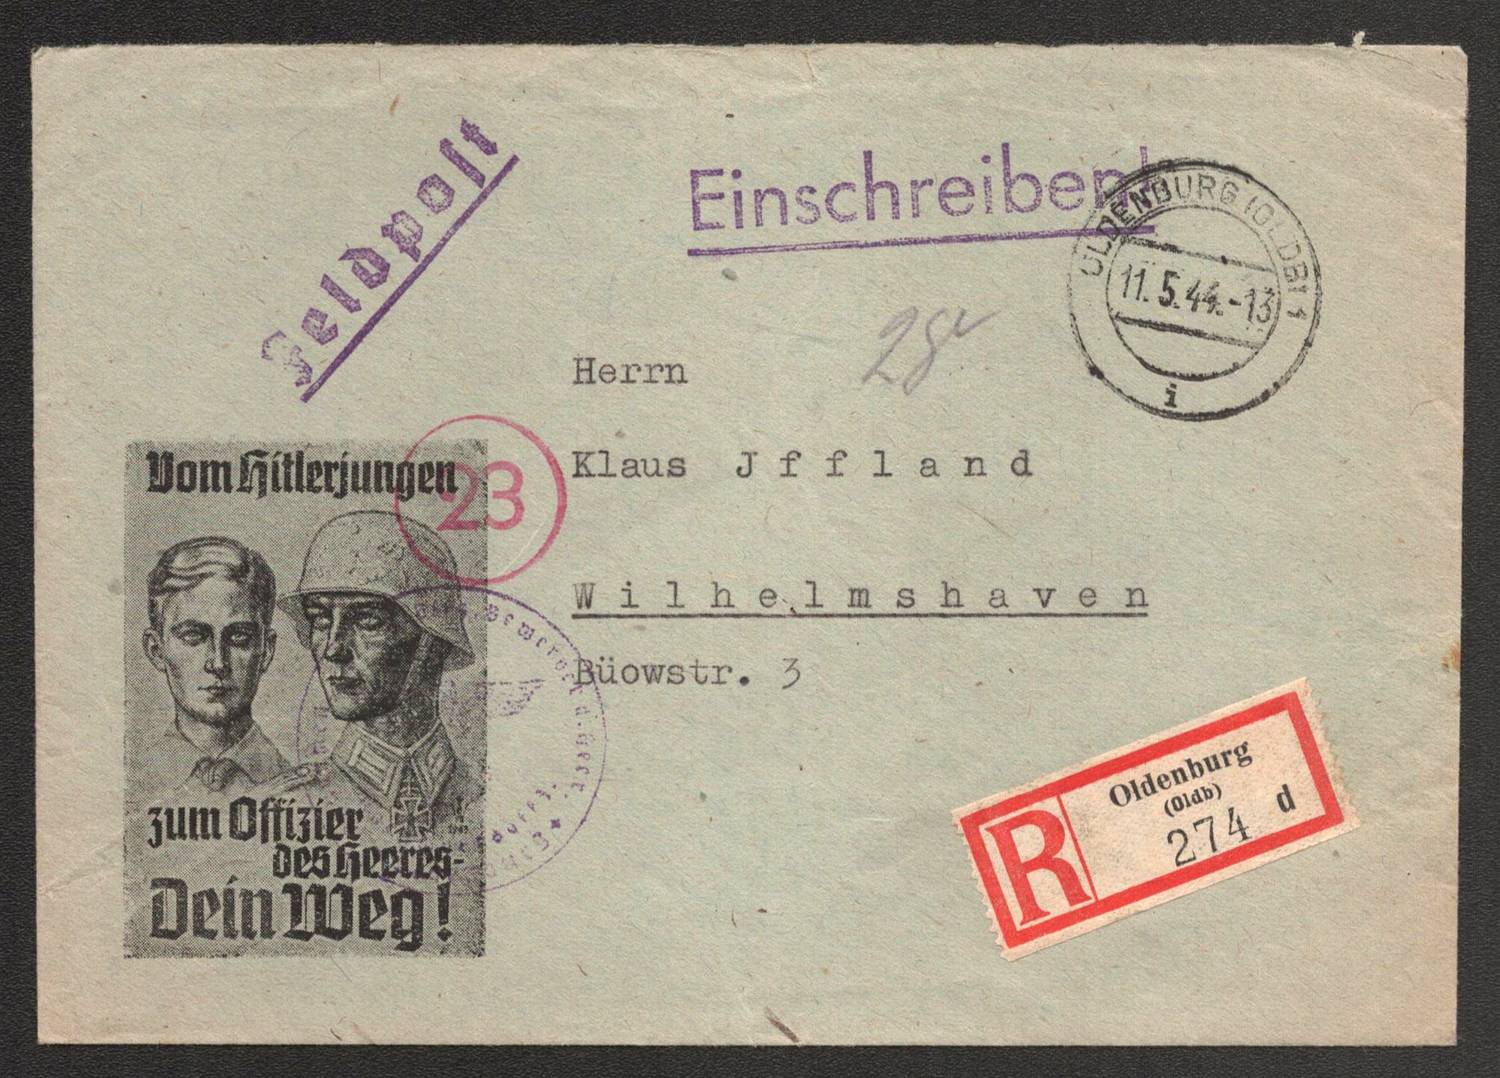 Feldpost
Einschreiben!
OLDENBURG (OLDB) 1
11.5.44.-13
i
2gr
Herrn
Klaus Jffland
Wilhelmshaven
Büowstr. 3
23
Vom Hitlerjungen
zum Offizier
des Heeres-
Dein Weg!
R
Oldenburg
(Oldb)
274 d